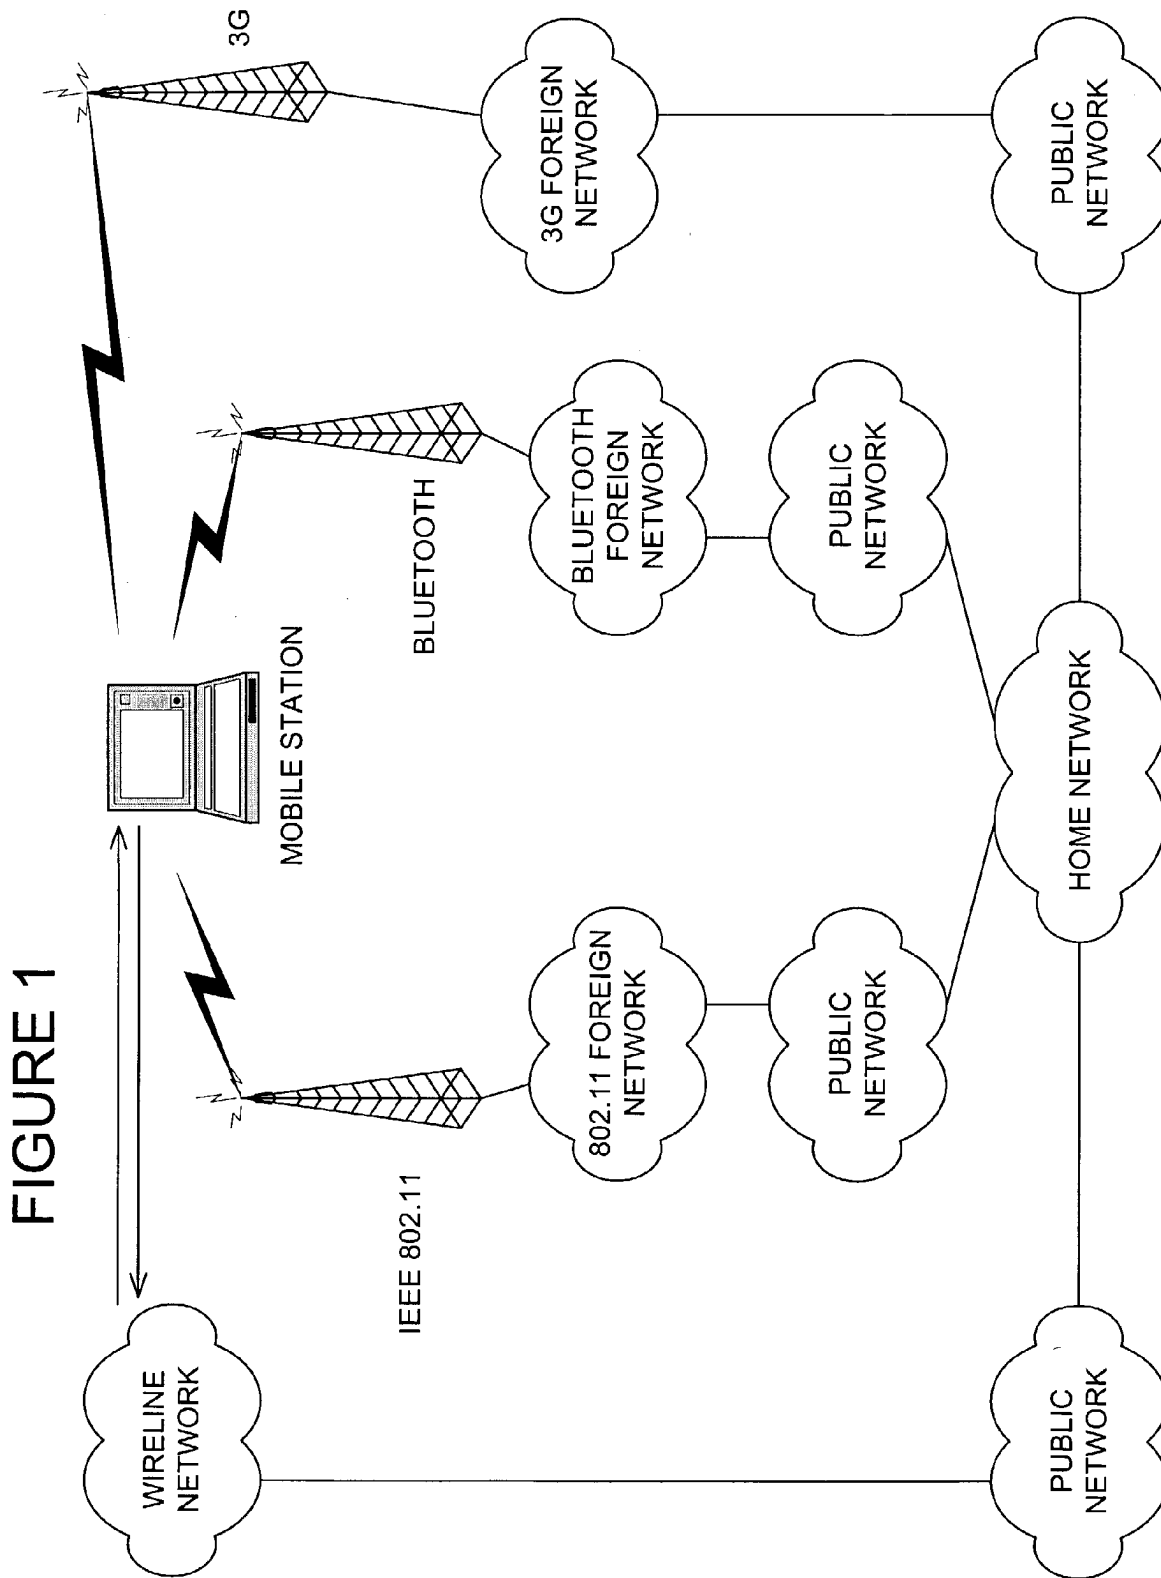 FIGURE 1
WIRELINE
NETWORK
MOBILE STATION
3G
IEEE 802.11
BLUETOOTH
802.11 FOREIGN
NETWORK
BLUETOOTH
FOREIGN
NETWORK
3G FOREIGN
NETWORK
PUBLIC
NETWORK
PUBLIC
NETWORK
PUBLIC
NETWORK
HOME NETWORK
PUBLIC
NETWORK